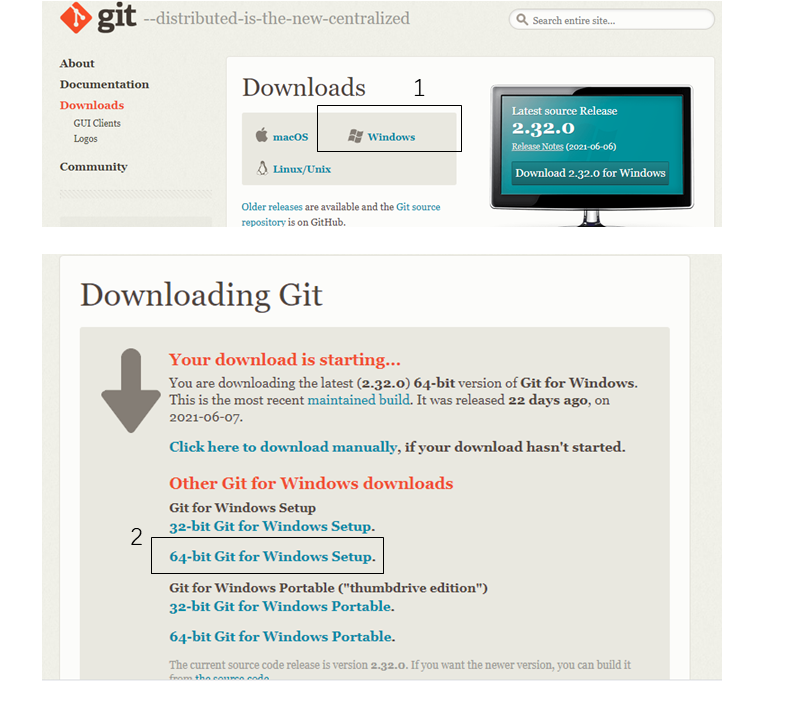 git --distributed-is-the-new-centralized
Search entire site...
About
Documentation
Downloads
GUI Clients
Logos
Community
Downloads
1
macOS
Windows
Linux/Unix
Older releases are available and the Git source
repository is on GitHub.
Latest source Release
2.32.0
Release Notes (2021-06-06)
Download 2.32.0 for Windows
Downloading Git
Your download is starting...
You are downloading the latest (2.32.0) 64-bit version of Git for Windows.
This is the most recent maintained build. It was released 22 days ago, on
2021-06-07.
Click here to download manually, if your download hasn't started.
Other Git for Windows downloads
Git for Windows Setup
32-bit Git for Windows Setup.
2
64-bit Git for Windows Setup.
Git for Windows Portable ("thumbdrive edition")
32-bit Git for Windows Portable.
64-bit Git for Windows Portable.
The current source code release is version 2.32.0. If you want the newer version, you can build it
from the source code.